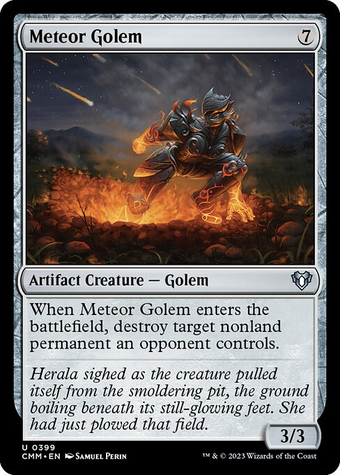 Meteor Golem 7
Artifact Creature — Golem
When Meteor Golem enters the
battlefield, destroy target nonland
permanent an opponent controls.
Herala sighed as the creature pulled
itself from the smoldering pit, the ground
boiling beneath its still-glowing feet. She
had just plowed that field.
3/3
U 0399
CMM • EN SAMUEL PERIN
™ & © 2023 Wizards of the Coast